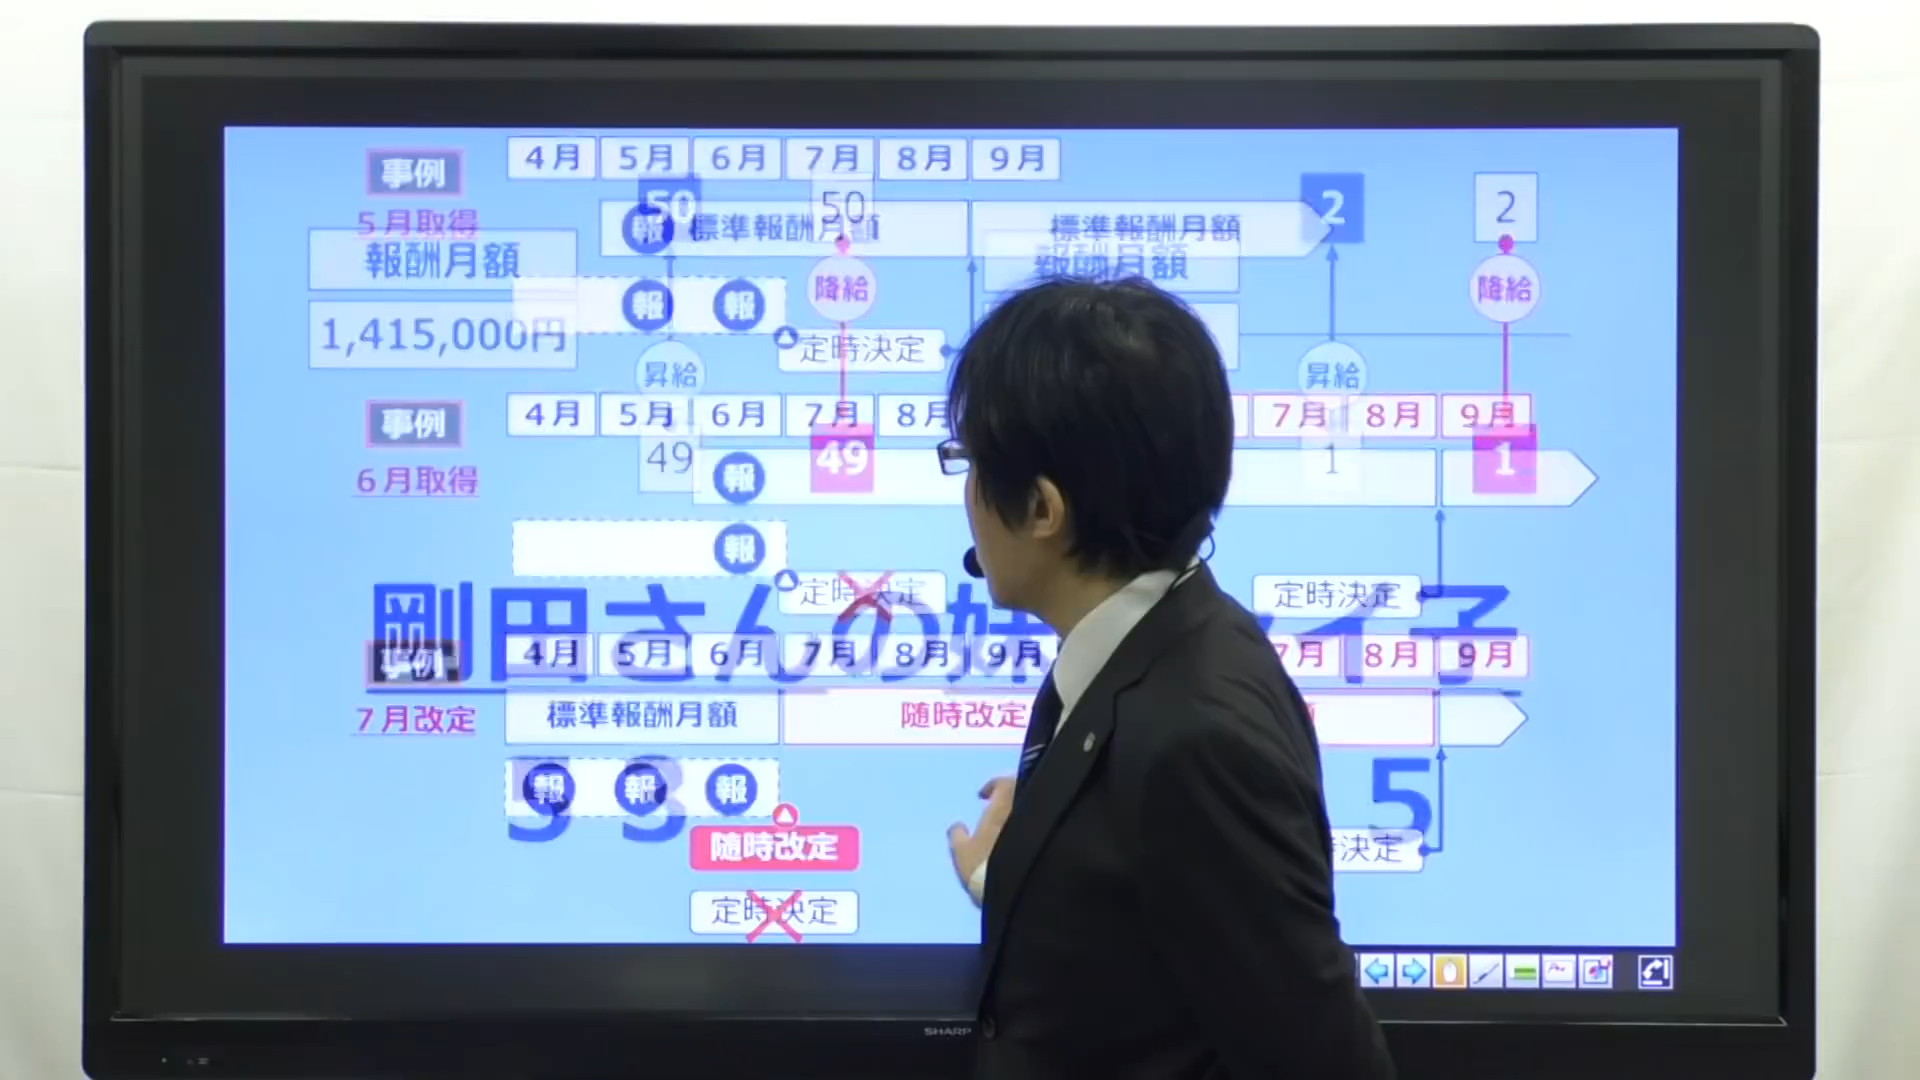 事例 4月 5月 6月 7月 8月 9月
50 50 2 2
5月取得 報 標準報酬月額 標準報酬月額
報酬月額 報酬月額
報 報 降給 降給
1,415,000円 定時決定
昇給 昇給
事例 4月 5月 6月 7月 8月 7月 8月 9月
49 49 1 1
6月取得 報
報
定時決定 定時決定
剛田さんの妹 イ子
事例 4月 5月 6月 7月 8月 9月 7月 8月 9月
7月改定 標準報酬月額 随時改定
報 報 報
5 3 5
随時改定 決定
定時決定
SHARP